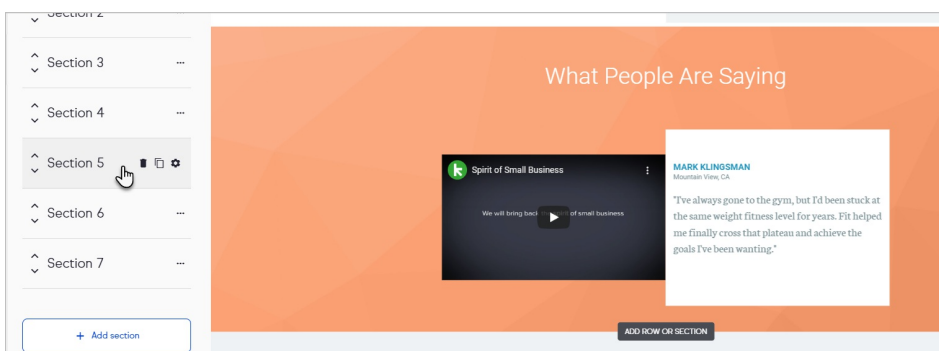 Section 2
Section 3
Section 4
Section 5
Section 6
Section 7
+ Add section
What People Are Saying
Spirit of Small Business
We will bring back the spirit of small business
MARK KLINGSMAN
Mountain View, CA
"I've always gone to the gym, but I'd been stuck at
the same weight fitness level for years. Fit helped
me finally cross that plateau and achieve the
goals I've been wanting."
ADD ROW OR SECTION